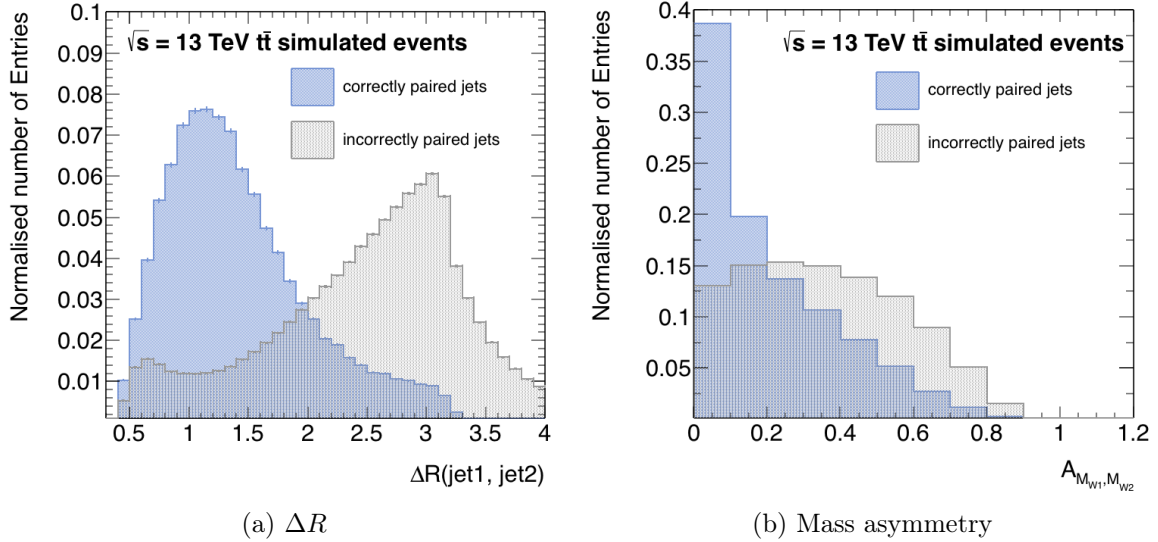 √s = 13 TeV tt̄ simulated events
correctly paired jets
incorrectly paired jets
Normalised number of Entries
0.1
0.09
0.08
0.07
0.06
0.05
0.04
0.03
0.02
0.01
0.5 1 1.5 2 2.5 3 3.5 4
ΔR(jet1, jet2)
(a) ΔR
√s = 13 TeV tt̄ simulated events
correctly paired jets
incorrectly paired jets
Normalised number of Entries
0.4
0.35
0.3
0.25
0.2
0.15
0.1
0.05
0 0.2 0.4 0.6 0.8 1 1.2
A_{M_{W1},M_{W2}}
(b) Mass asymmetry